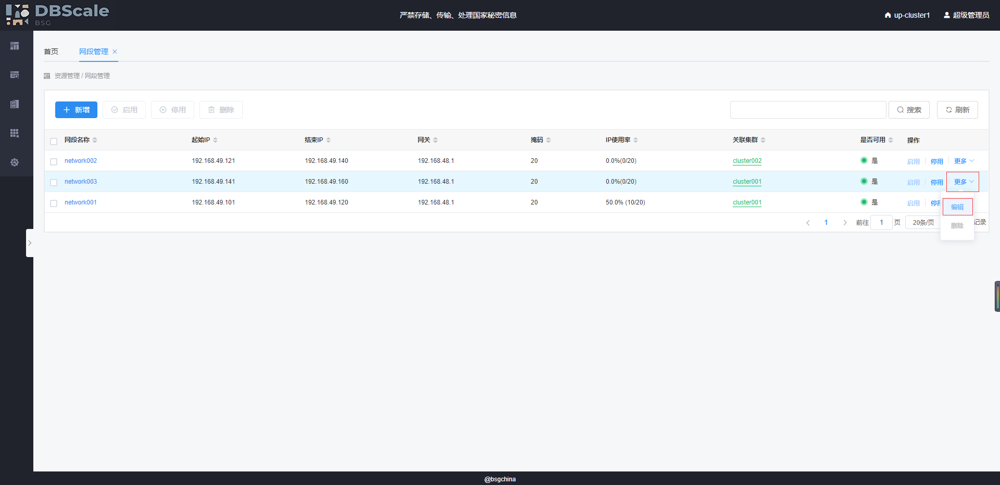 DBScale
BSG
严禁存储、传输、处理国家秘密信息
up-cluster1
超级管理员
首页 网段管理
资源管理 / 网段管理
新增 启用 停用 删除 搜索 刷新
网段名称 起始IP 结束IP 网关 掩码 IP使用率 关联集群 是否可用 操作
network002 192.168.49.121 192.168.49.140 192.168.48.1 20 0.0%(0/20) cluster002 是 启用 停用 更多
network003 192.168.49.141 192.168.49.160 192.168.48.1 20 0.0%(0/20) cluster001 是 启用 停用 更多
network001 192.168.49.101 192.168.49.120 192.168.48.1 20 50.0% (10/20) cluster001 是 启用 停用
编辑
删除
1 前往 1 页 20条/页 记录
@bsgchina